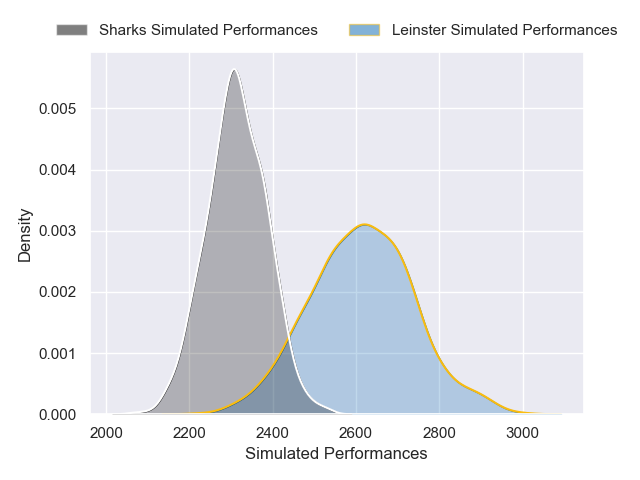 Sharks Simulated Performances
Leinster Simulated Performances
0.005
0.004
0.003
0.002
0.001
0.000
Density
2000 2200 2400 2600 2800 3000
Simulated Performances